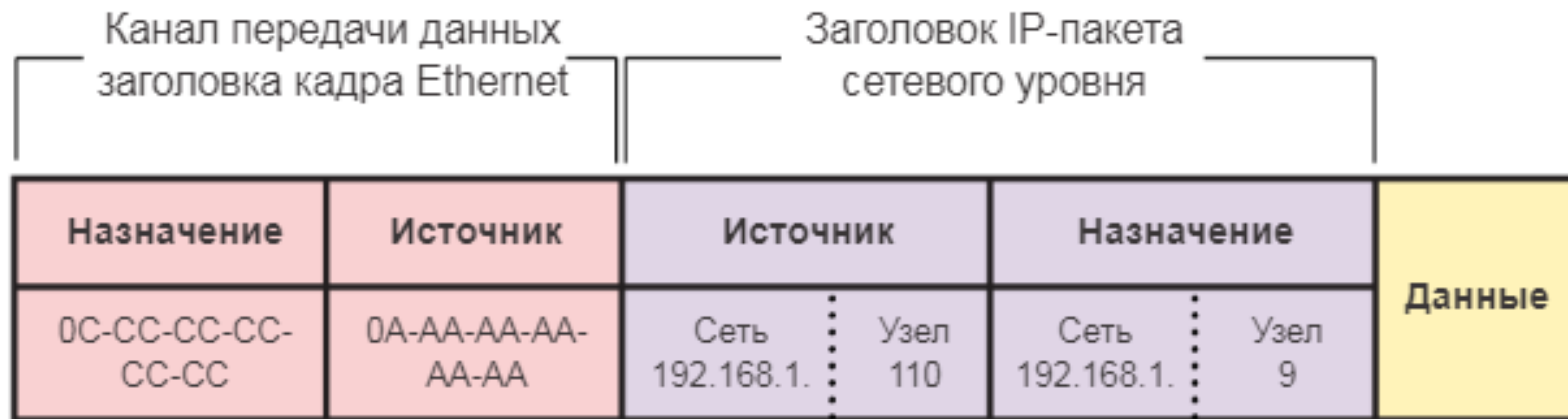 Канал передачи данных
заголовка кадра Ethernet
Заголовок IP-пакета
сетевого уровня
Назначение
Источник
Источник
Назначение
Данные
0C-CC-CC-CC-
CC-CC
0A-AA-AA-AA-
AA-AA
Сеть
192.168.1.
Узел
110
Сеть
192.168.1.
Узел
9